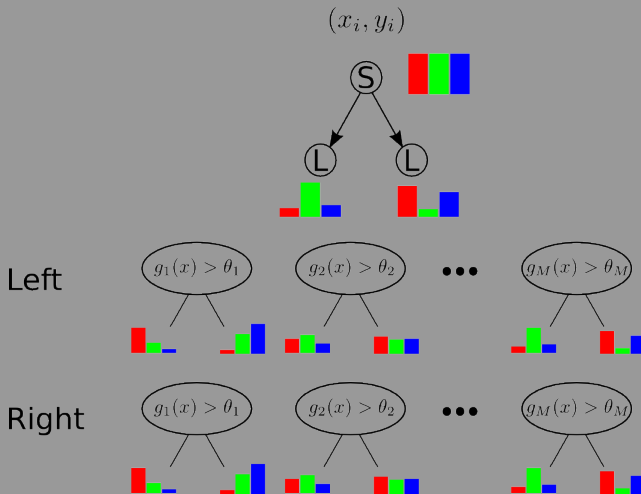 (x_i, y_i)
S
L L
Left g_1(x) > θ_1 g_2(x) > θ_2 ••• g_M(x) > θ_M
Right g_1(x) > θ_1 g_2(x) > θ_2 ••• g_M(x) > θ_M